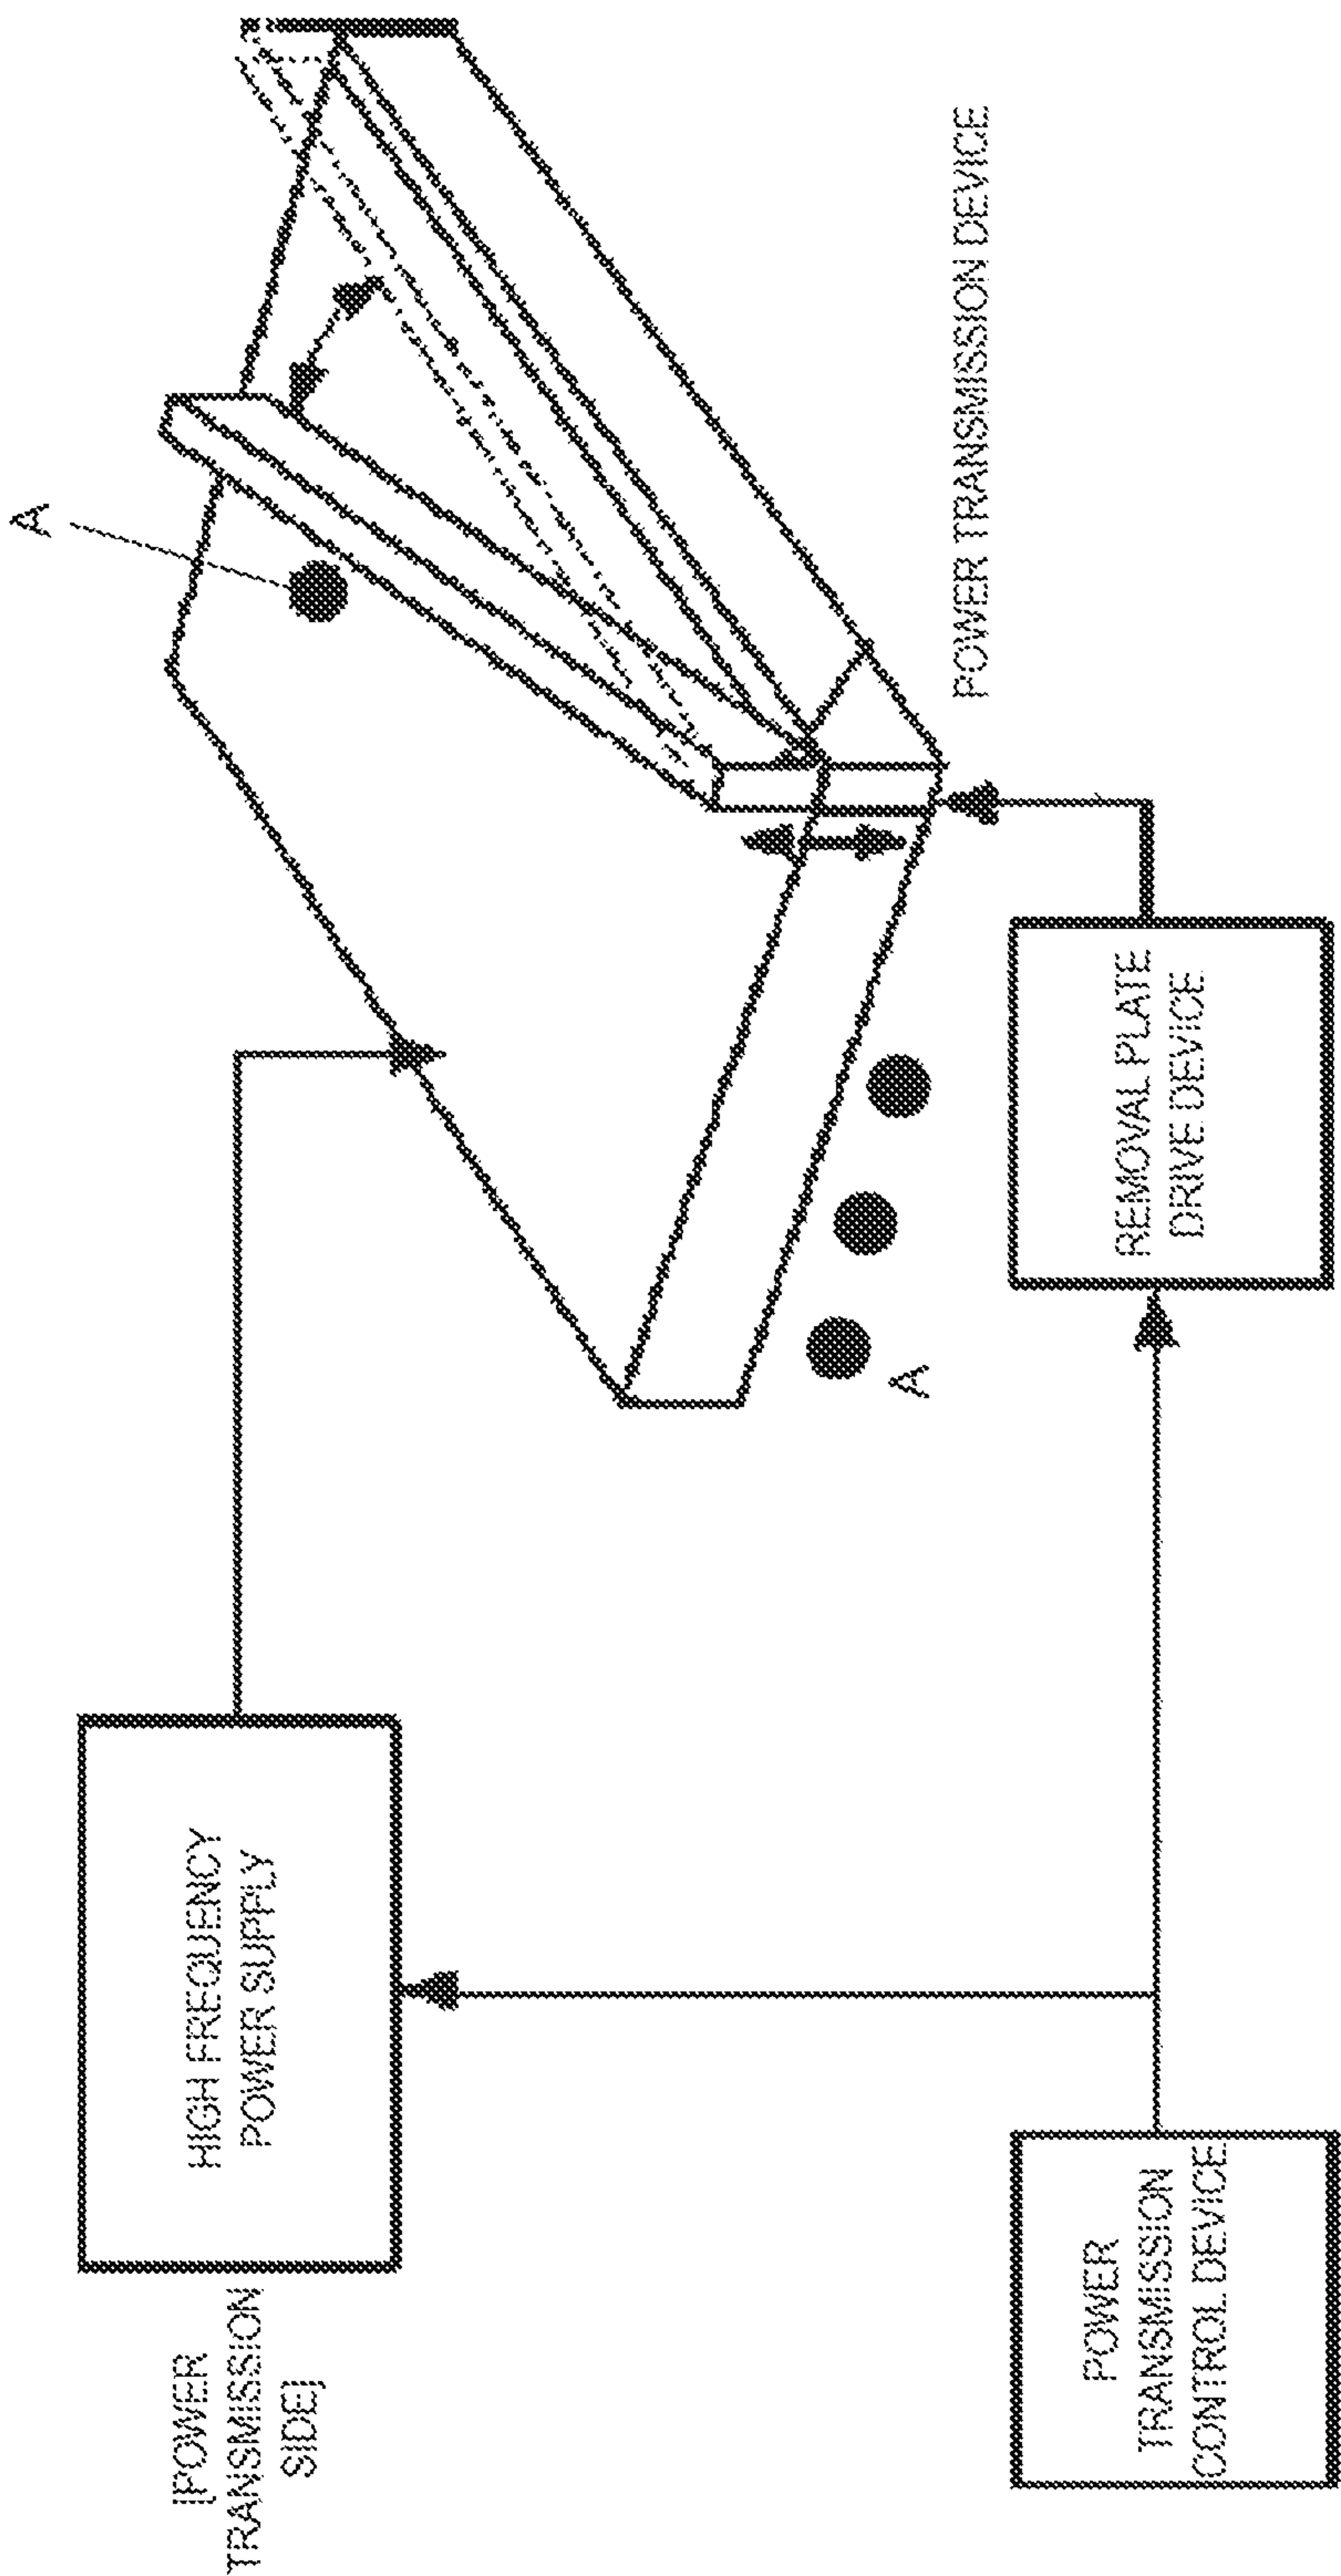 [POWER
TRANSMISSION
SIDE]
HIGH FREQUENCY
POWER SUPPLY
A
POWER
TRANSMISSION
CONTROL DEVICE
A
REMOVAL PLATE
DRIVE DEVICE
POWER TRANSMISSION DEVICE